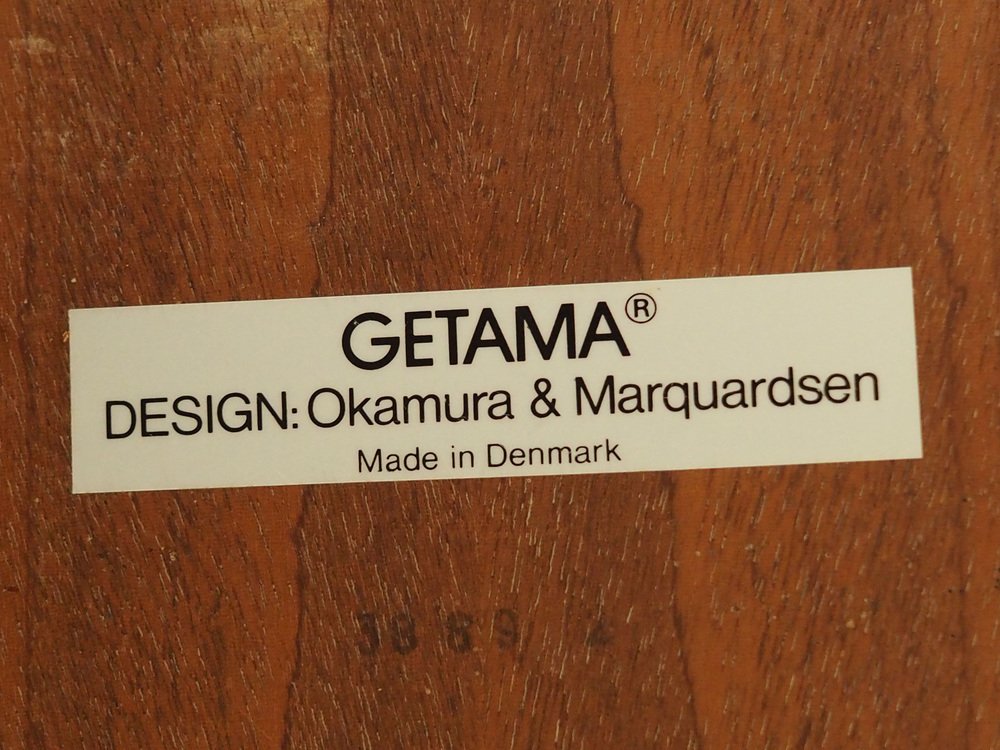 GETAMA®
DESIGN: Okamura & Marquardsen
Made in Denmark